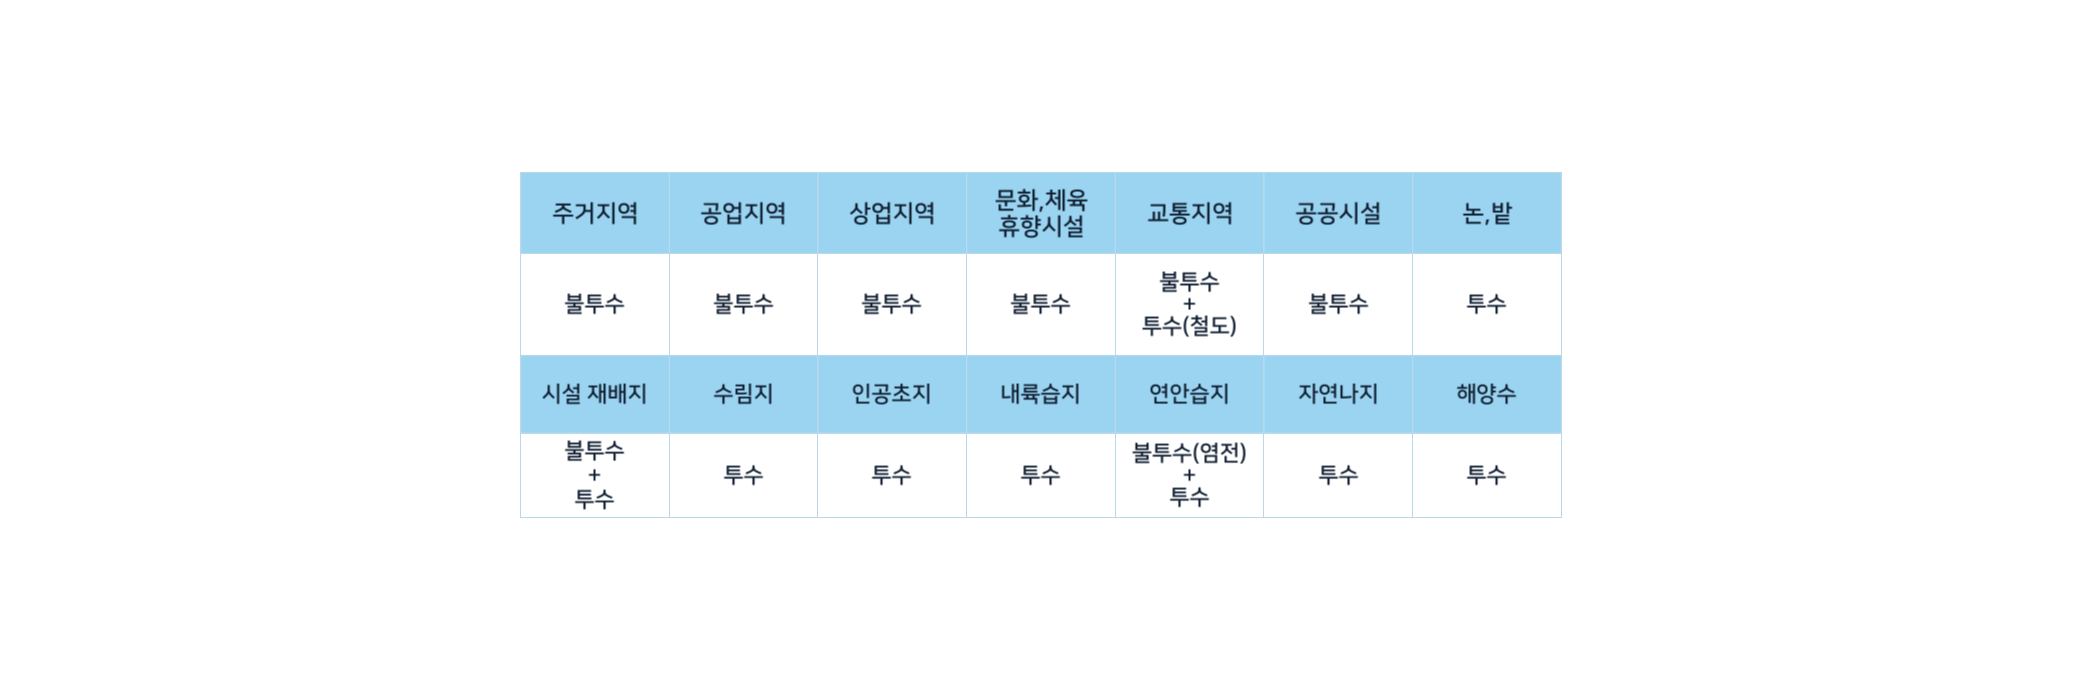 주거지역 공업지역 상업지역 문화,체육 교통지역 공공시설 논,밭
휴향시설
불투수 불투수 불투수 불투수 불투수 불투수 투수
+
투수(철도)
시설 재배지 수림지 인공초지 내륙습지 연안습지 자연나지 해양수
불투수 투수 투수 투수 불투수(염전) 투수 투수
+ +
투수 투수